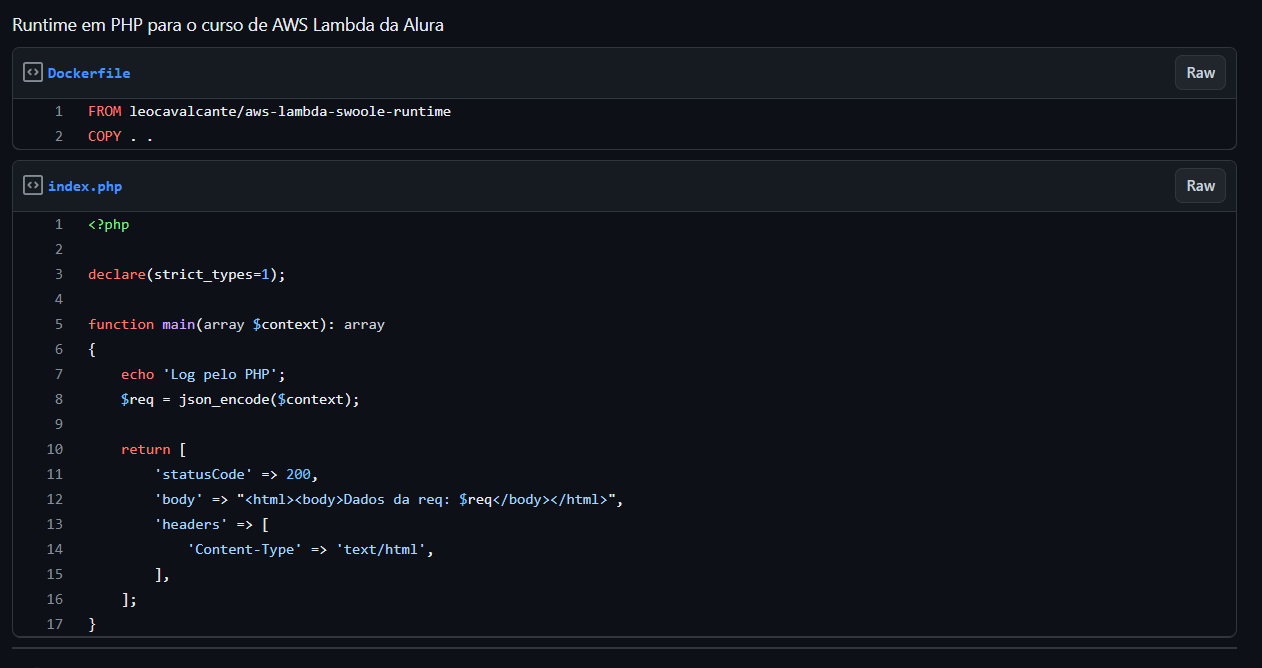 Runtime em PHP para o curso de AWS Lambda da Alura
Dockerfile
Raw
1 FROM leocavalcante/aws-lambda-swoole-runtime
2 COPY . .
index.php
Raw
1 <?php
2
3 declare(strict_types=1);
4
5 function main(array $context): array
6 {
7     echo 'Log pelo PHP';
8     $req = json_encode($context);
9
10     return [
11         'statusCode' => 200,
12         'body' => "<html><body>Dados da req: $req</body></html>",
13         'headers' => [
14             'Content-Type' => 'text/html',
15         ],
16     ];
17 }